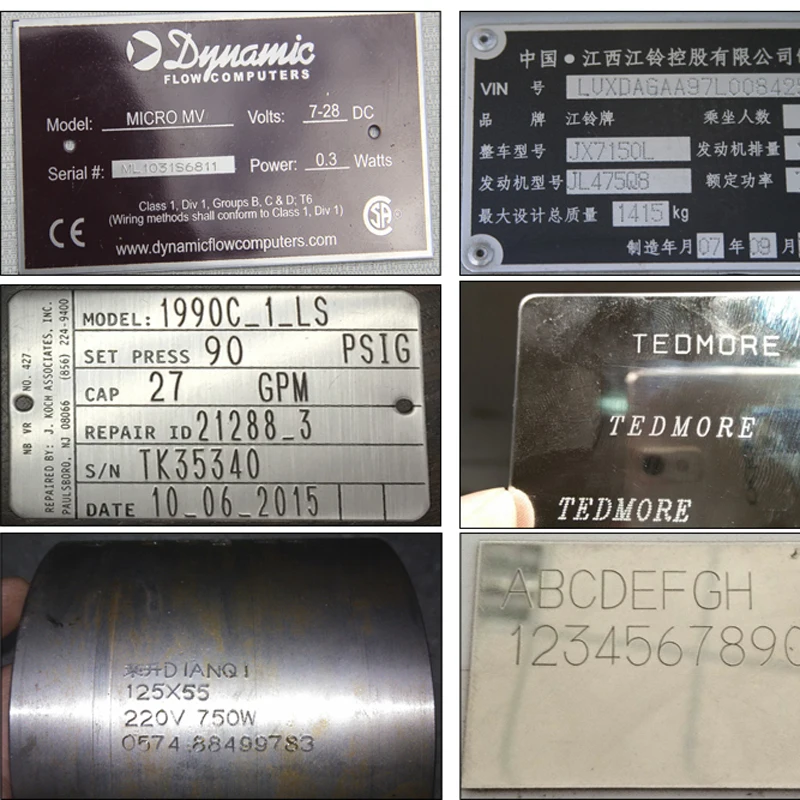 Dynamic
FLOW COMPUTERS
Model: MICRO MV Volts: 7-28 DC
Serial #: ML1031S6811 Power: 0.3 Watts
Class 1, Div 1, Groups B, C & D; T6
(Wiring methods shall conform to Class 1, Div 1)
www.dynamicflowcomputers.com
中国●江西江铃控股有限公司
VIN 号 LVXDAGAA97L00842
品 牌 江铃牌 乘坐人数
整车型号 JX7150L 发动机排量
发动机型号 JL475Q8 额定功率
最大设计总质量 1415 kg
制造年月 07 年 09 月
NB VR NO. 427
REPAIRED BY: J. KOCH ASSOCIATES, INC.
PAULSBORO, NJ 08066 (856) 224-9400
MODEL: 1990C_1_LS
SET PRESS 90 PSIG
CAP 27 GPM
REPAIR ID 21288_3
S/N TK35340
DATE 10_06_2015
TEDMORE
TEDMORE
TEDMORE
DIANQI
125X55
220V 750W
0574-88499783
ABCDEFGH
1234567890